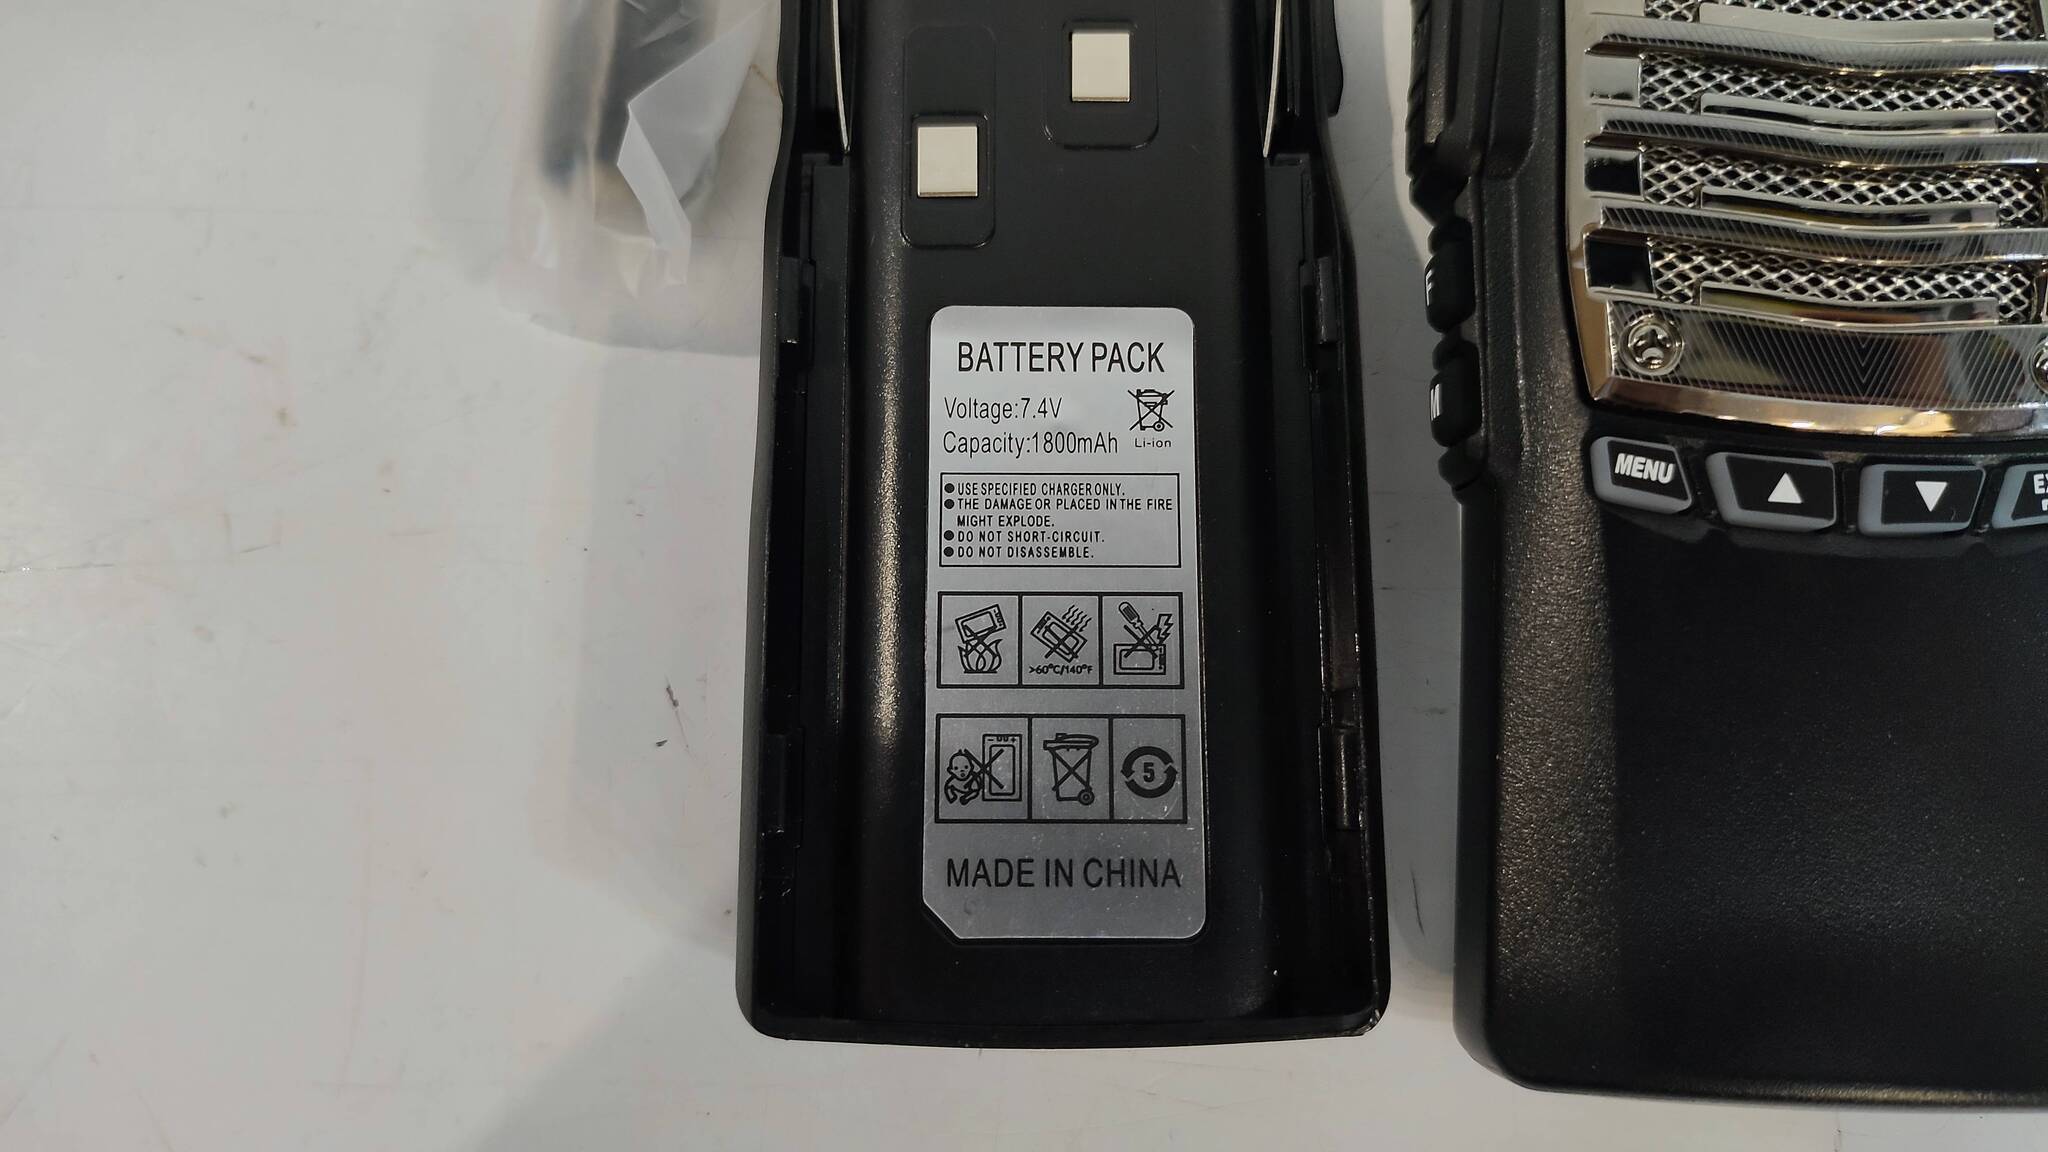 BATTERY PACK
Voltage:7.4V
Capacity:1800mAh
Li-ion
● USE SPECIFIED CHARGER ONLY.
● THE DAMAGE OR PLACED IN THE FIRE
MIGHT EXPLODE.
● DO NOT SHORT-CIRCUIT.
● DO NOT DISASSEMBLE.
>60°C/140°F
5
MADE IN CHINA
F
M
MENU